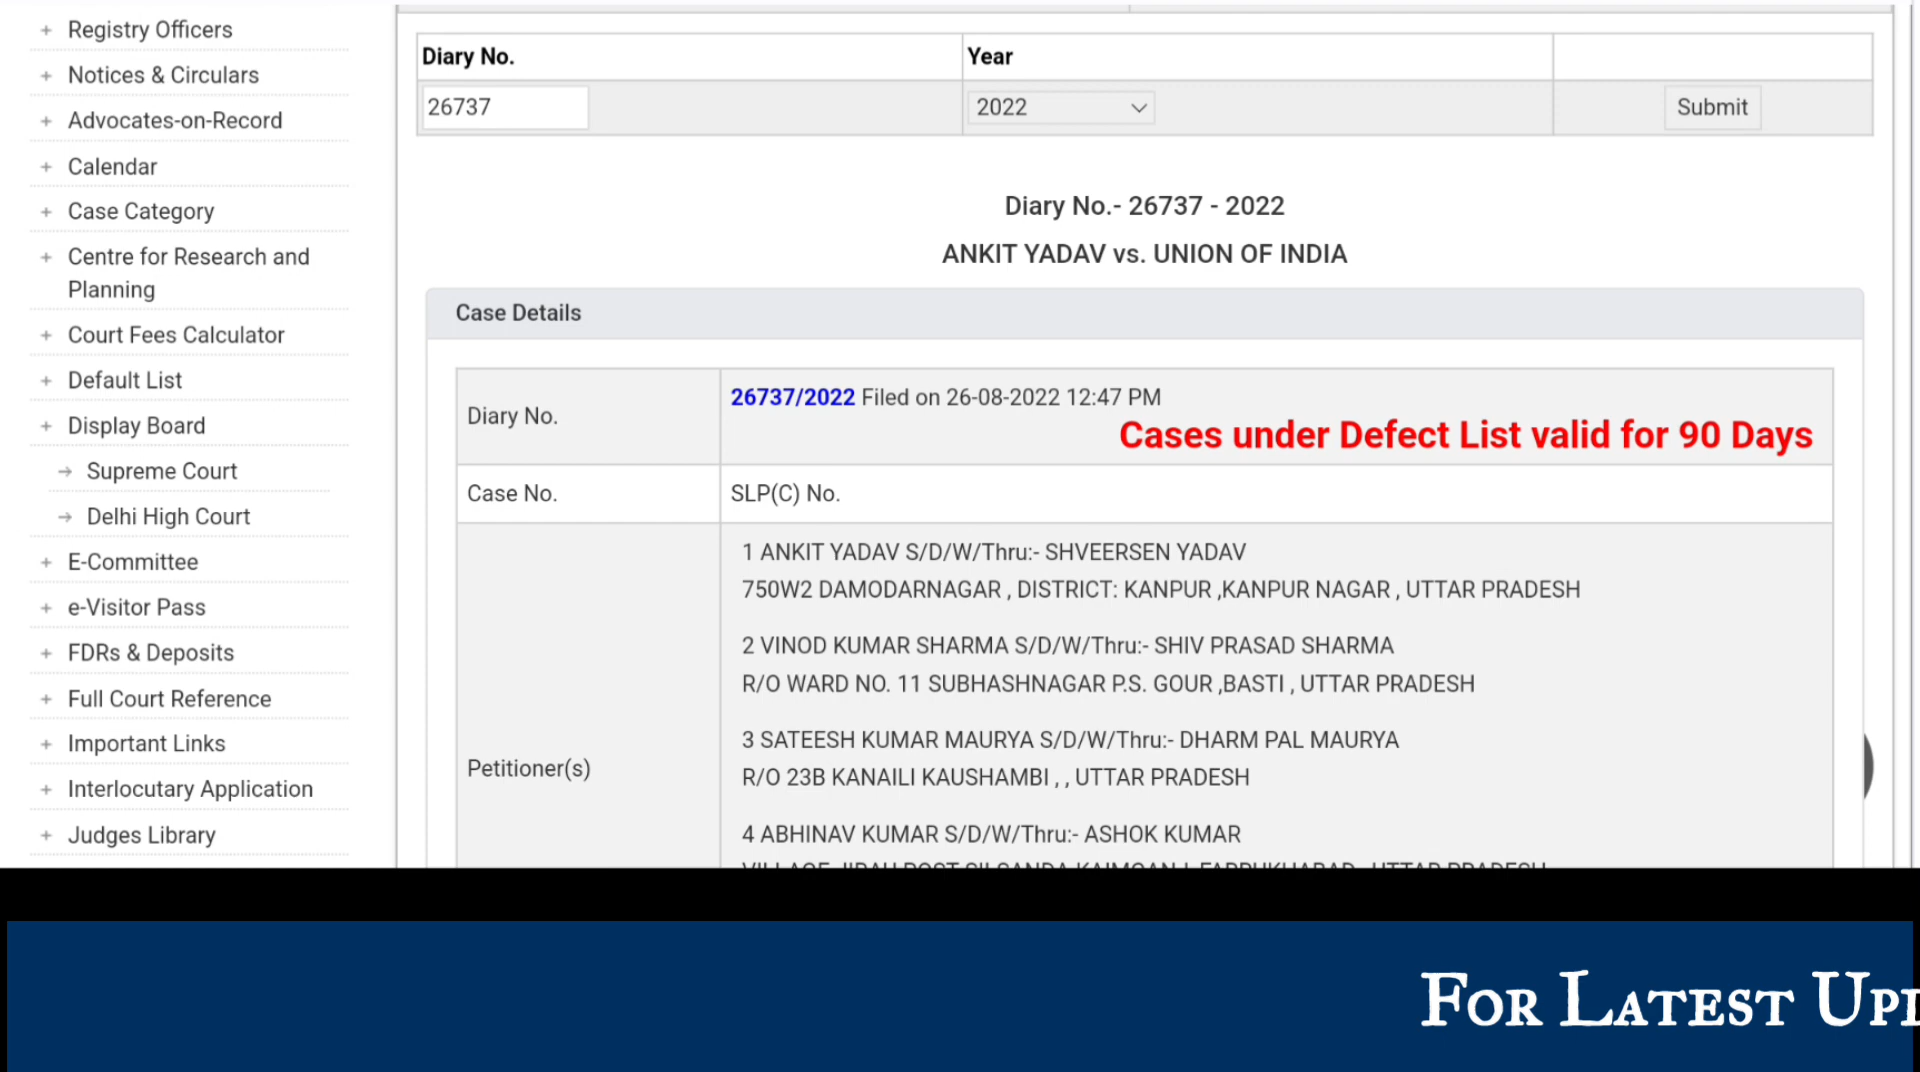 Registry Officers
Notices & Circulars
Advocates-on-Record
Calendar
Case Category
Centre for Research and
Planning
Court Fees Calculator
Default List
Display Board
Supreme Court
Delhi High Court
E-Committee
e-Visitor Pass
FDRs & Deposits
Full Court Reference
Important Links
Interlocutary Application
Judges Library
Diary No. Year
26737 2022 Submit
Diary No.- 26737 - 2022
ANKIT YADAV vs. UNION OF INDIA
Case Details
Diary No. 26737/2022 Filed on 26-08-2022 12:47 PM
Cases under Defect List valid for 90 Days
Case No. SLP(C) No.
Petitioner(s)
1 ANKIT YADAV S/D/W/Thru:- SHVEERSEN YADAV
750W2 DAMODARNAGAR , DISTRICT: KANPUR ,KANPUR NAGAR , UTTAR PRADESH
2 VINOD KUMAR SHARMA S/D/W/Thru:- SHIV PRASAD SHARMA
R/O WARD NO. 11 SUBHASHNAGAR P.S. GOUR ,BASTI , UTTAR PRADESH
3 SATEESH KUMAR MAURYA S/D/W/Thru:- DHARM PAL MAURYA
R/O 23B KANAILI KAUSHAMBI , , UTTAR PRADESH
4 ABHINAV KUMAR S/D/W/Thru:- ASHOK KUMAR
UTTAR PRADESH
FOR LATEST